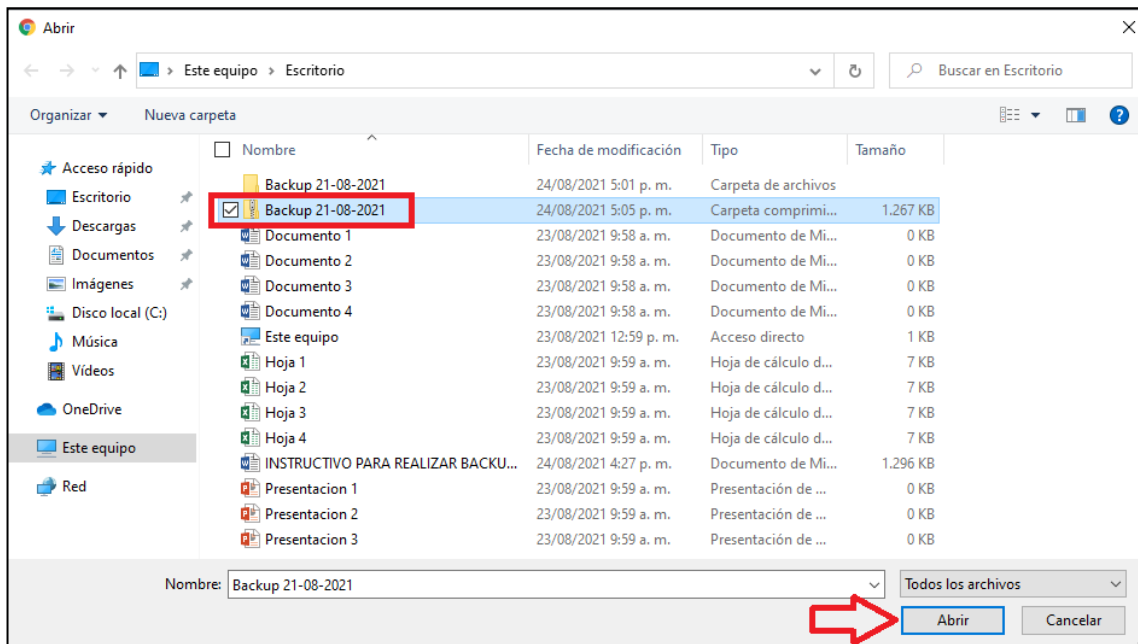 Abrir
Este equipo > Escritorio
Buscar en Escritorio
Organizar
Nueva carpeta
Nombre Fecha de modificación Tipo Tamaño
Acceso rápido
Escritorio
Descargas
Documentos
Imágenes
Disco local (C:)
Música
Vídeos
OneDrive
Este equipo
Red
Backup 21-08-2021 24/08/2021 5:01 p. m. Carpeta de archivos
Backup 21-08-2021 24/08/2021 5:05 p. m. Carpeta comprimi... 1.267 KB
Documento 1 23/08/2021 9:58 a. m. Documento de Mi... 0 KB
Documento 2 23/08/2021 9:58 a. m. Documento de Mi... 0 KB
Documento 3 23/08/2021 9:58 a. m. Documento de Mi... 0 KB
Documento 4 23/08/2021 9:58 a. m. Documento de Mi... 0 KB
Este equipo 23/08/2021 12:59 p. m. Acceso directo 1 KB
Hoja 1 23/08/2021 9:59 a. m. Hoja de cálculo d... 7 KB
Hoja 2 23/08/2021 9:59 a. m. Hoja de cálculo d... 7 KB
Hoja 3 23/08/2021 9:59 a. m. Hoja de cálculo d... 7 KB
Hoja 4 23/08/2021 9:59 a. m. Hoja de cálculo d... 7 KB
INSTRUCTIVO PARA REALIZAR BACKU... 24/08/2021 4:27 p. m. Documento de Mi... 1.296 KB
Presentacion 1 23/08/2021 9:59 a. m. Presentación de ... 0 KB
Presentacion 2 23/08/2021 9:59 a. m. Presentación de ... 0 KB
Presentacion 3 23/08/2021 9:59 a. m. Presentación de ... 0 KB
Nombre: Backup 21-08-2021 Todos los archivos
Abrir Cancelar